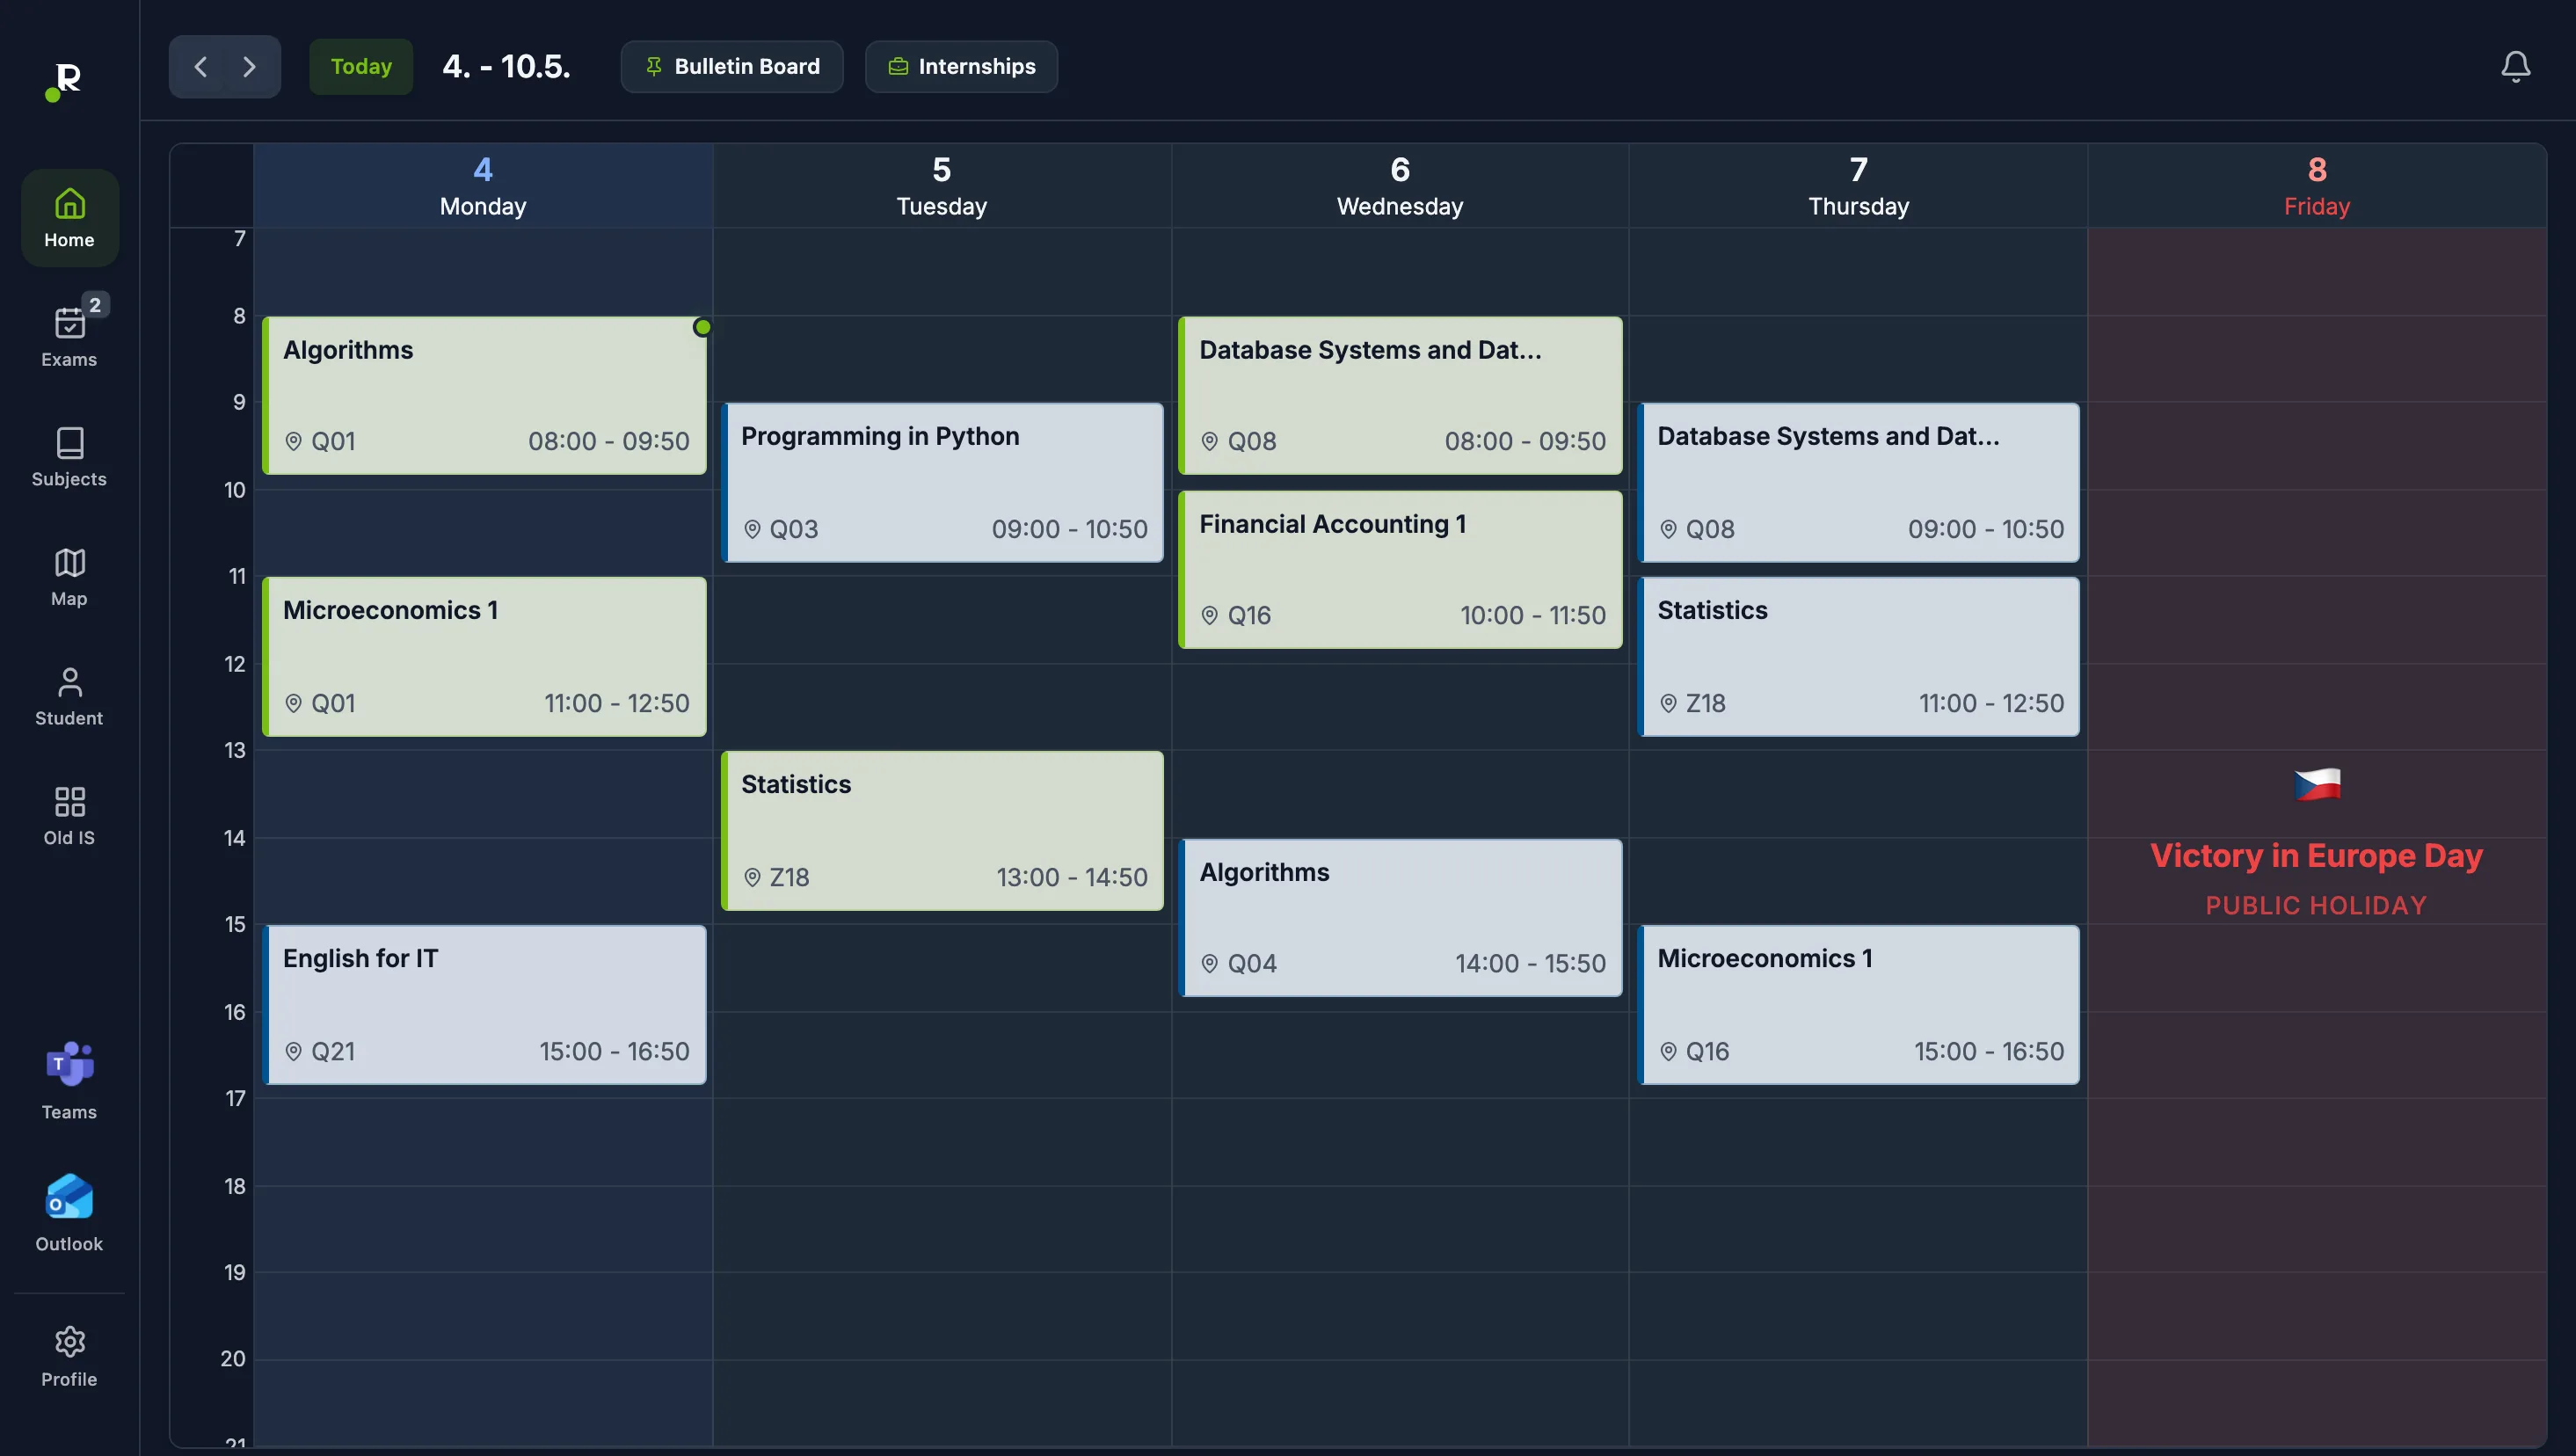 R
Today
4. - 10.5.
Bulletin Board
Internships
Home
2
Exams
Subjects
Map
Student
Old IS
T
Teams
O
Outlook
Profile
4
Monday
5
Tuesday
6
Wednesday
7
Thursday
8
Friday
7
8
9
10
11
12
13
14
15
16
17
18
19
20
21
Algorithms
Q01 08:00 - 09:50
Microeconomics 1
Q01 11:00 - 12:50
English for IT
Q21 15:00 - 16:50
Programming in Python
Q03 09:00 - 10:50
Statistics
Z18 13:00 - 14:50
Database Systems and Dat...
Q08 08:00 - 09:50
Financial Accounting 1
Q16 10:00 - 11:50
Algorithms
Q04 14:00 - 15:50
Database Systems and Dat...
Q08 09:00 - 10:50
Statistics
Z18 11:00 - 12:50
Microeconomics 1
Q16 15:00 - 16:50
Victory in Europe Day
PUBLIC HOLIDAY